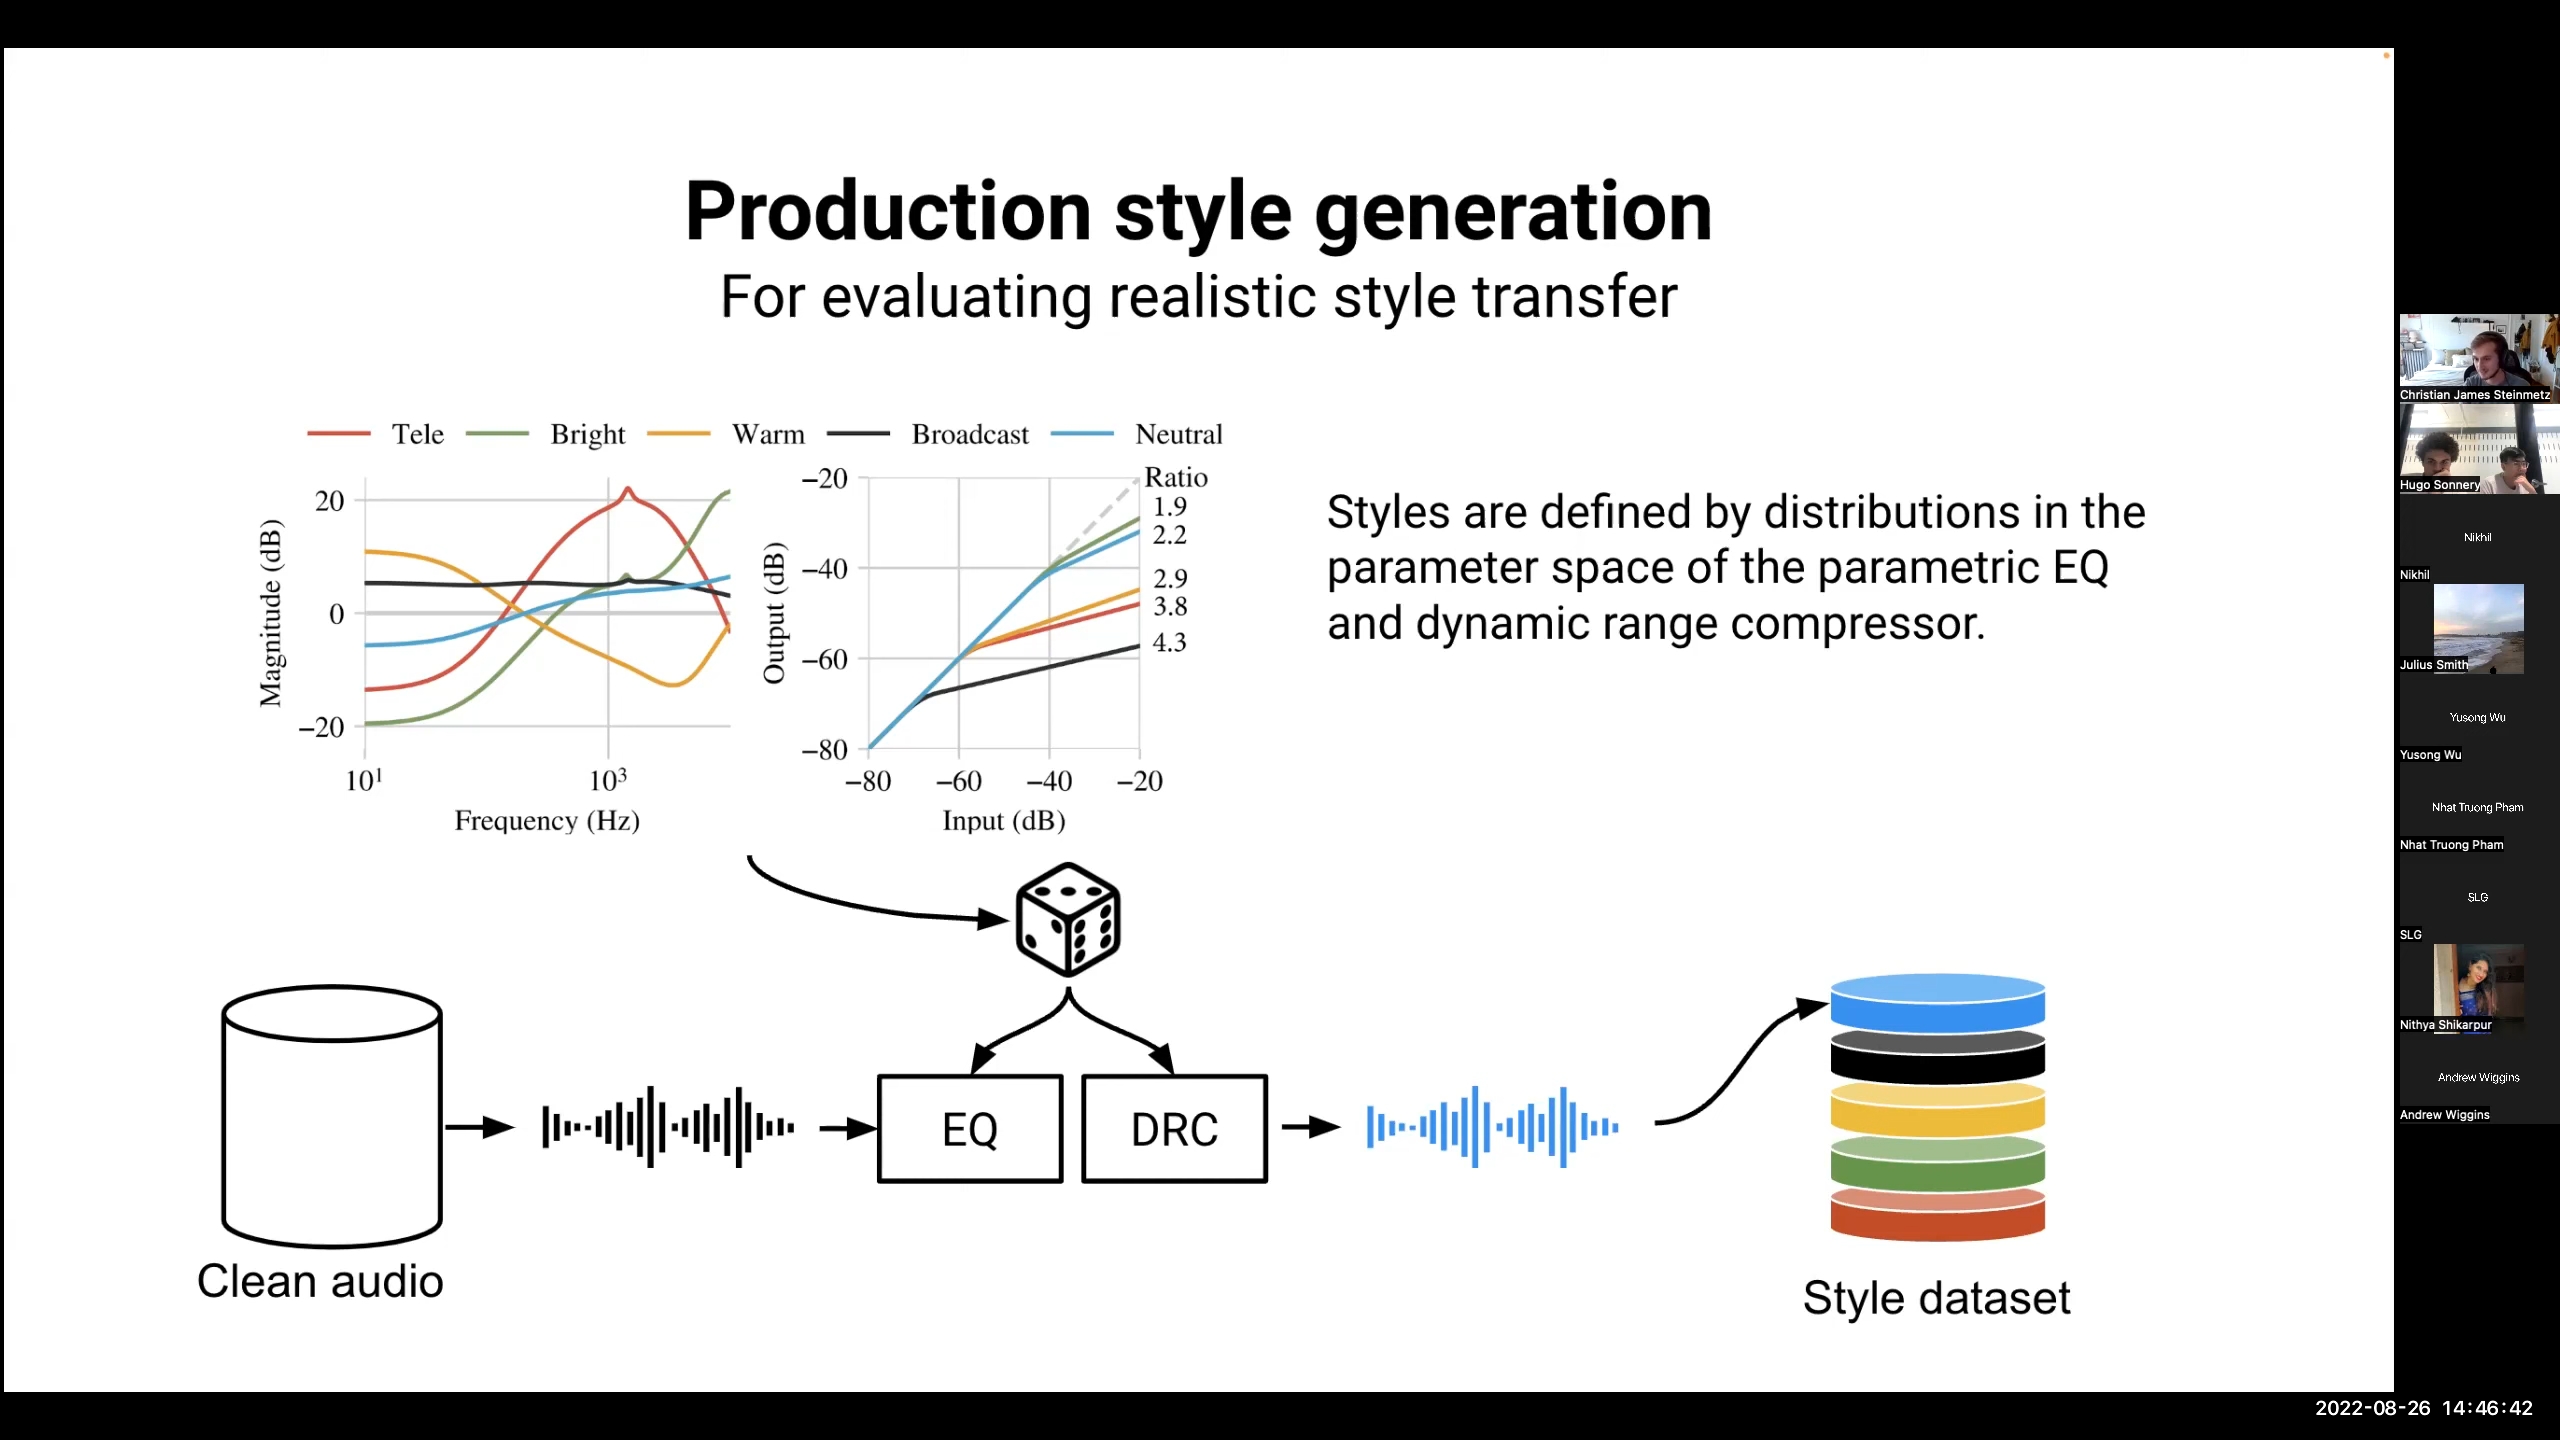 Production style generation
For evaluating realistic style transfer
Tele Bright Warm Broadcast Neutral
Magnitude (dB)
20
0
−20
10¹
10³
Frequency (Hz)
Output (dB)
−20
−40
−60
−80
−80
−60
−40
−20
Input (dB)
Ratio
1.9
2.2
2.9
3.8
4.3
Styles are defined by distributions in the
parameter space of the parametric EQ
and dynamic range compressor.
EQ
DRC
Clean audio
Style dataset
Christian James Steinmetz
Hugo Sonnery
Nikhil
Nikhil
Julius Smith
Yusong Wu
Yusong Wu
Nhat Truong Pham
Nhat Truong Pham
SLG
SLG
Nithya Shikarpur
Andrew Wiggins
Andrew Wiggins
2022-08-26 14:46:42